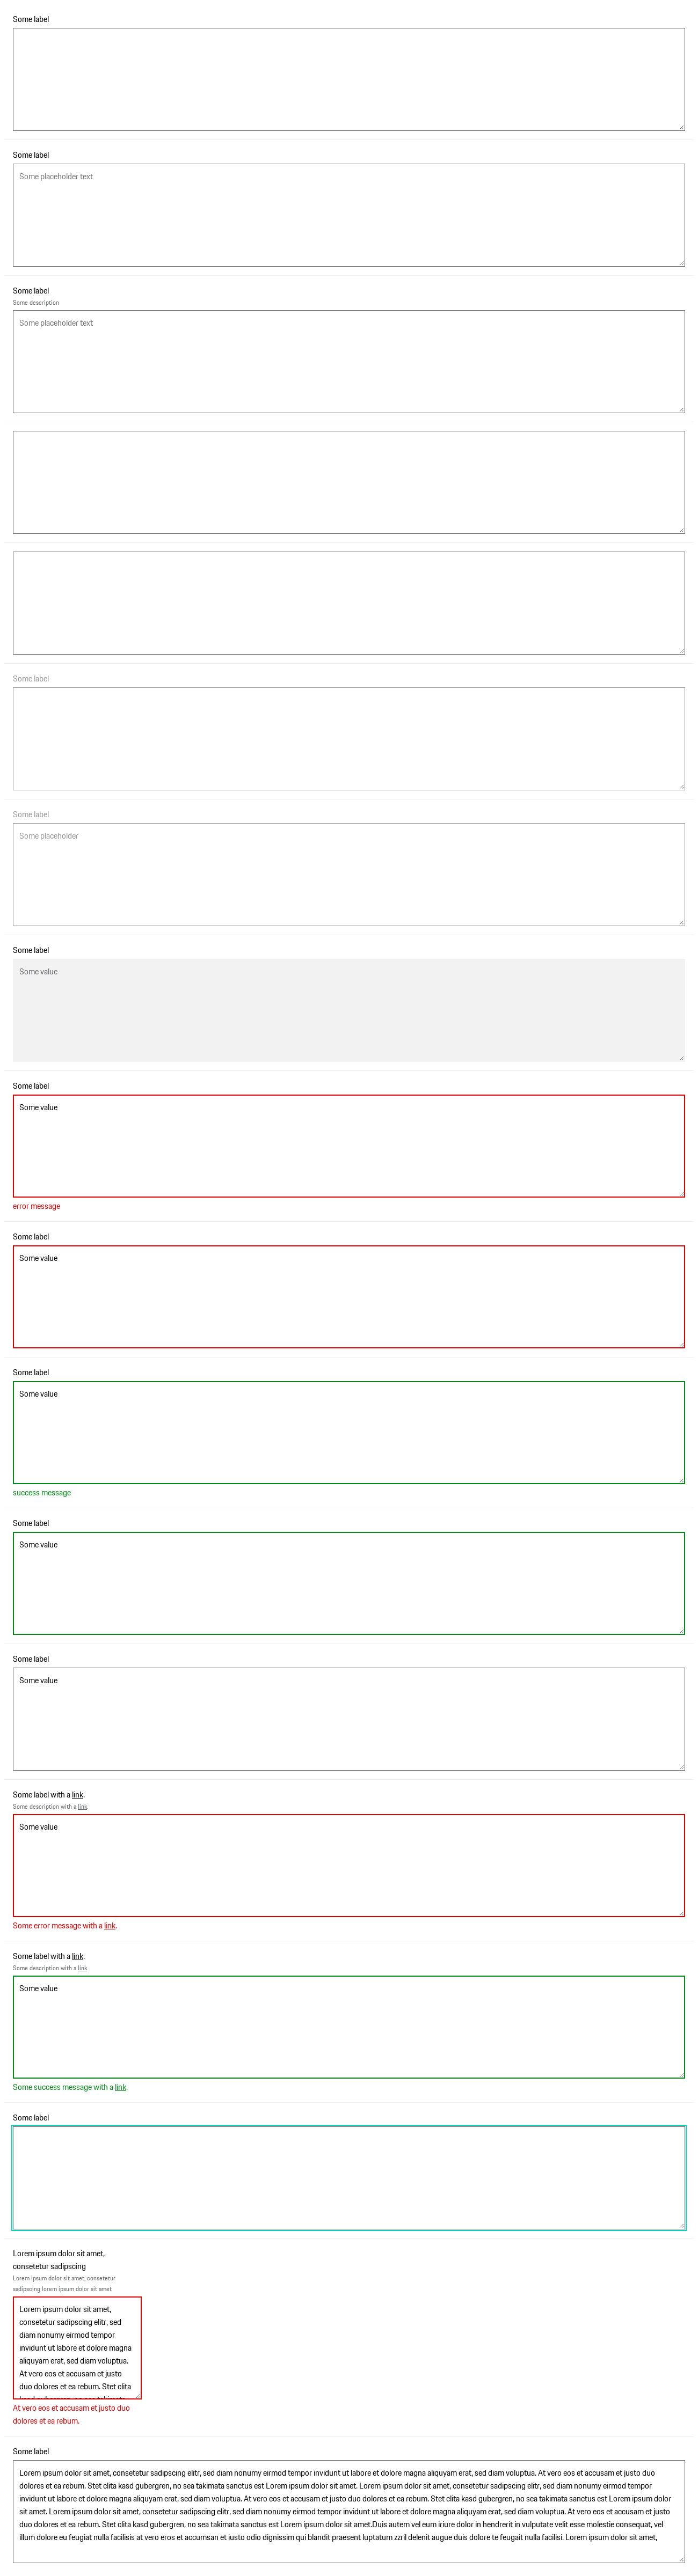 Some label
Some label
Some placeholder text
Some label
Some description
Some placeholder text
Some label
Some label
Some placeholder
Some label
Some value
Some label
Some value
error message
Some label
Some value
Some label
Some value
success message
Some label
Some value
Some label
Some value
Some label with a link.
Some description with a link.
Some value
Some error message with a link.
Some label with a link.
Some description with a link.
Some value
Some success message with a link.
Some label
Lorem ipsum dolor sit amet,
consetetur sadipscing
Lorem ipsum dolor sit amet, consetetur
sadipscing lorem ipsum dolor sit amet
Lorem ipsum dolor sit amet,
consetetur sadipscing elitr, sed
diam nonumy eirmod tempor
invidunt ut labore et dolore magna
aliquyam erat, sed diam voluptua.
At vero eos et accusam et justo
duo dolores et ea rebum. Stet clita
At vero eos et accusam et justo duo
dolores et ea rebum.
Some label
Lorem ipsum dolor sit amet, consetetur sadipscing elitr, sed diam nonumy eirmod tempor invidunt ut labore et dolore magna aliquyam erat, sed diam voluptua. At vero eos et accusam et justo duo
dolores et ea rebum. Stet clita kasd gubergren, no sea takimata sanctus est Lorem ipsum dolor sit amet. Lorem ipsum dolor sit amet, consetetur sadipscing elitr, sed diam nonumy eirmod tempor
invidunt ut labore et dolore magna aliquyam erat, sed diam voluptua. At vero eos et accusam et justo duo dolores et ea rebum. Stet clita kasd gubergren, no sea takimata sanctus est Lorem ipsum dolor
sit amet. Lorem ipsum dolor sit amet, consetetur sadipscing elitr, sed diam nonumy eirmod tempor invidunt ut labore et dolore magna aliquyam erat, sed diam voluptua. At vero eos et accusam et justo
duo dolores et ea rebum. Stet clita kasd gubergren, no sea takimata sanctus est Lorem ipsum dolor sit amet.Duis autem vel eum iriure dolor in hendrerit in vulputate velit esse molestie consequat, vel
illum dolore eu feugiat nulla facilisis at vero eros et accumsan et iusto odio dignissim qui blandit praesent luptatum zzril delenit augue duis dolore te feugait nulla facilisi. Lorem ipsum dolor sit amet,